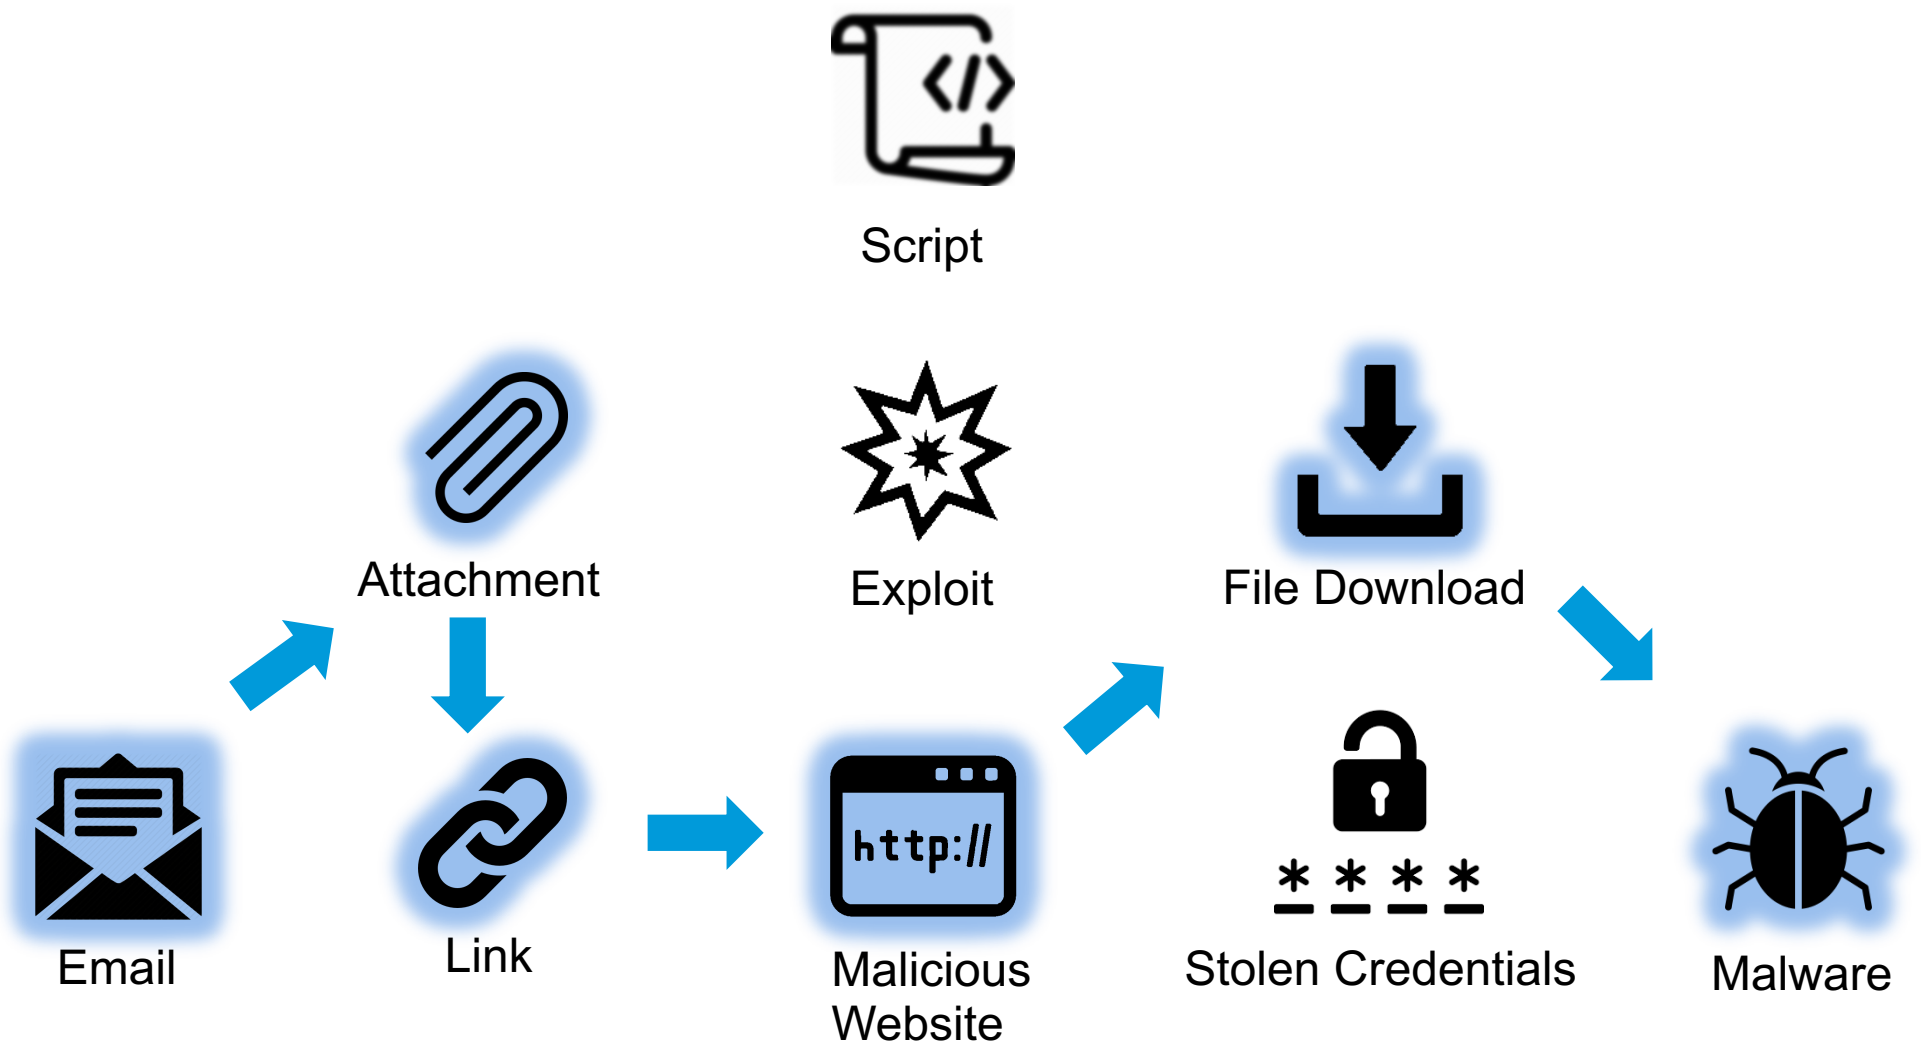 </>
Script
Attachment
Exploit
File Download
http://
* * * *
Email
Link
Malicious
Website
Stolen Credentials
Malware